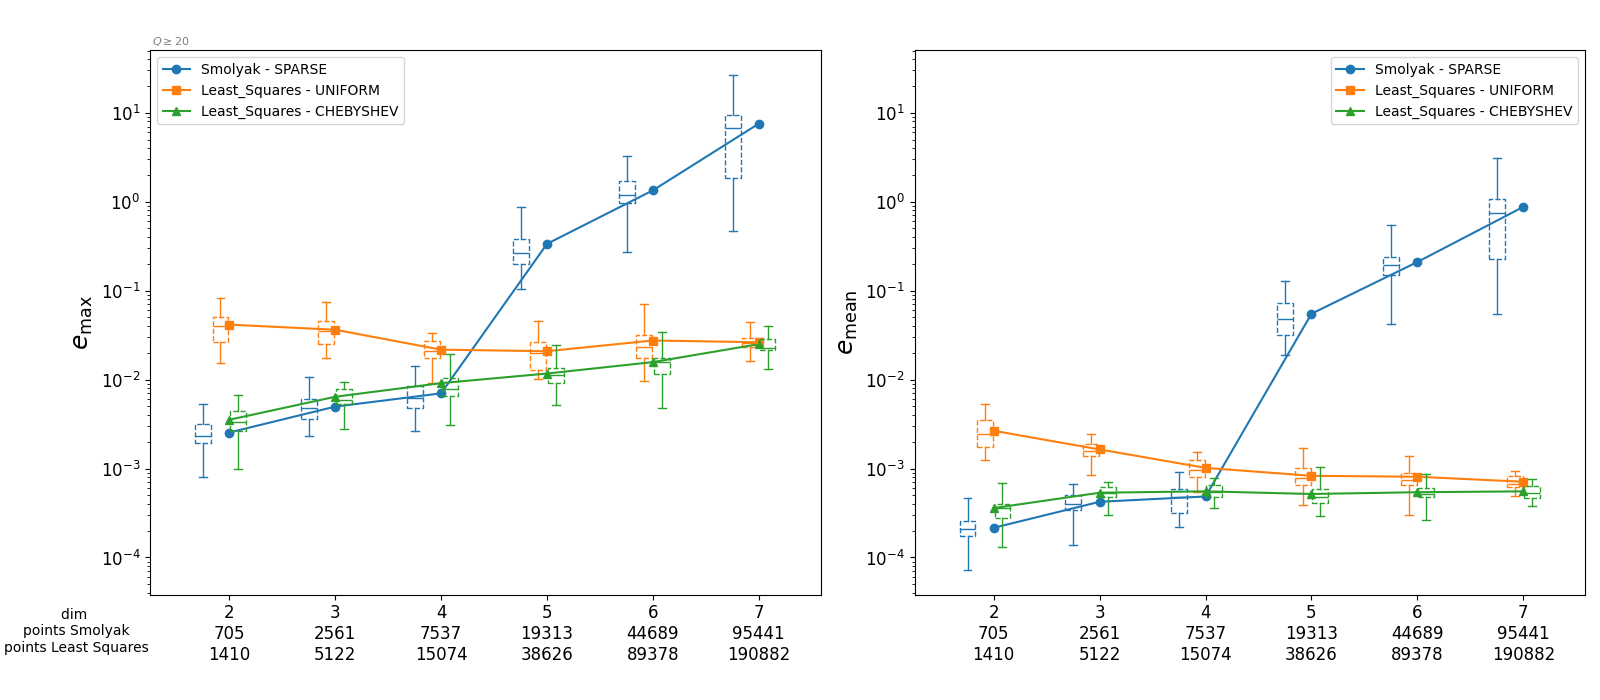 Q ≥ 20
Smolyak - SPARSE
Least_Squares - UNIFORM
Least_Squares - CHEBYSHEV
10¹
10⁰
10⁻¹
10⁻²
10⁻³
10⁻⁴
e_max
2 3 4 5 6 7
705 2561 7537 19313 44689 95441
1410 5122 15074 38626 89378 190882
dim
points Smolyak
points Least Squares
Smolyak - SPARSE
Least_Squares - UNIFORM
Least_Squares - CHEBYSHEV
10¹
10⁰
10⁻¹
10⁻²
10⁻³
10⁻⁴
e_mean
2 3 4 5 6 7
705 2561 7537 19313 44689 95441
1410 5122 15074 38626 89378 190882